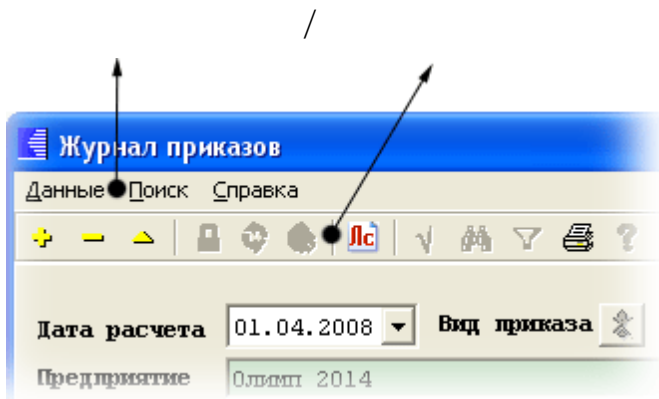 /
Журнал приказов
Данные Поиск Справка
Лс ?
Дата расчета 01.04.2008 Вид приказа
Предприятие Олимп 2014